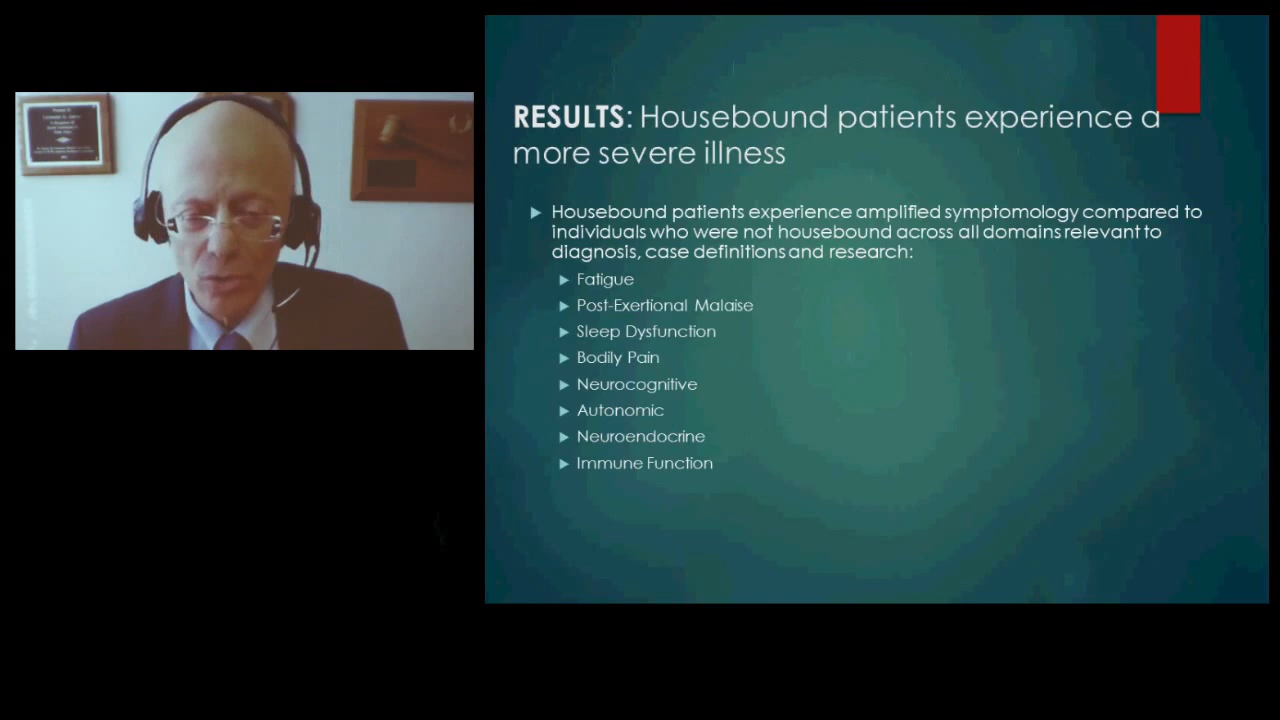 RESULTS: Housebound patients experience a
more severe illness
Housebound patients experience amplified symptomology compared to
individuals who were not housebound across all domains relevant to
diagnosis, case definitions and research:
Fatigue
Post-Exertional Malaise
Sleep Dysfunction
Bodily Pain
Neurocognitive
Autonomic
Neuroendocrine
Immune Function